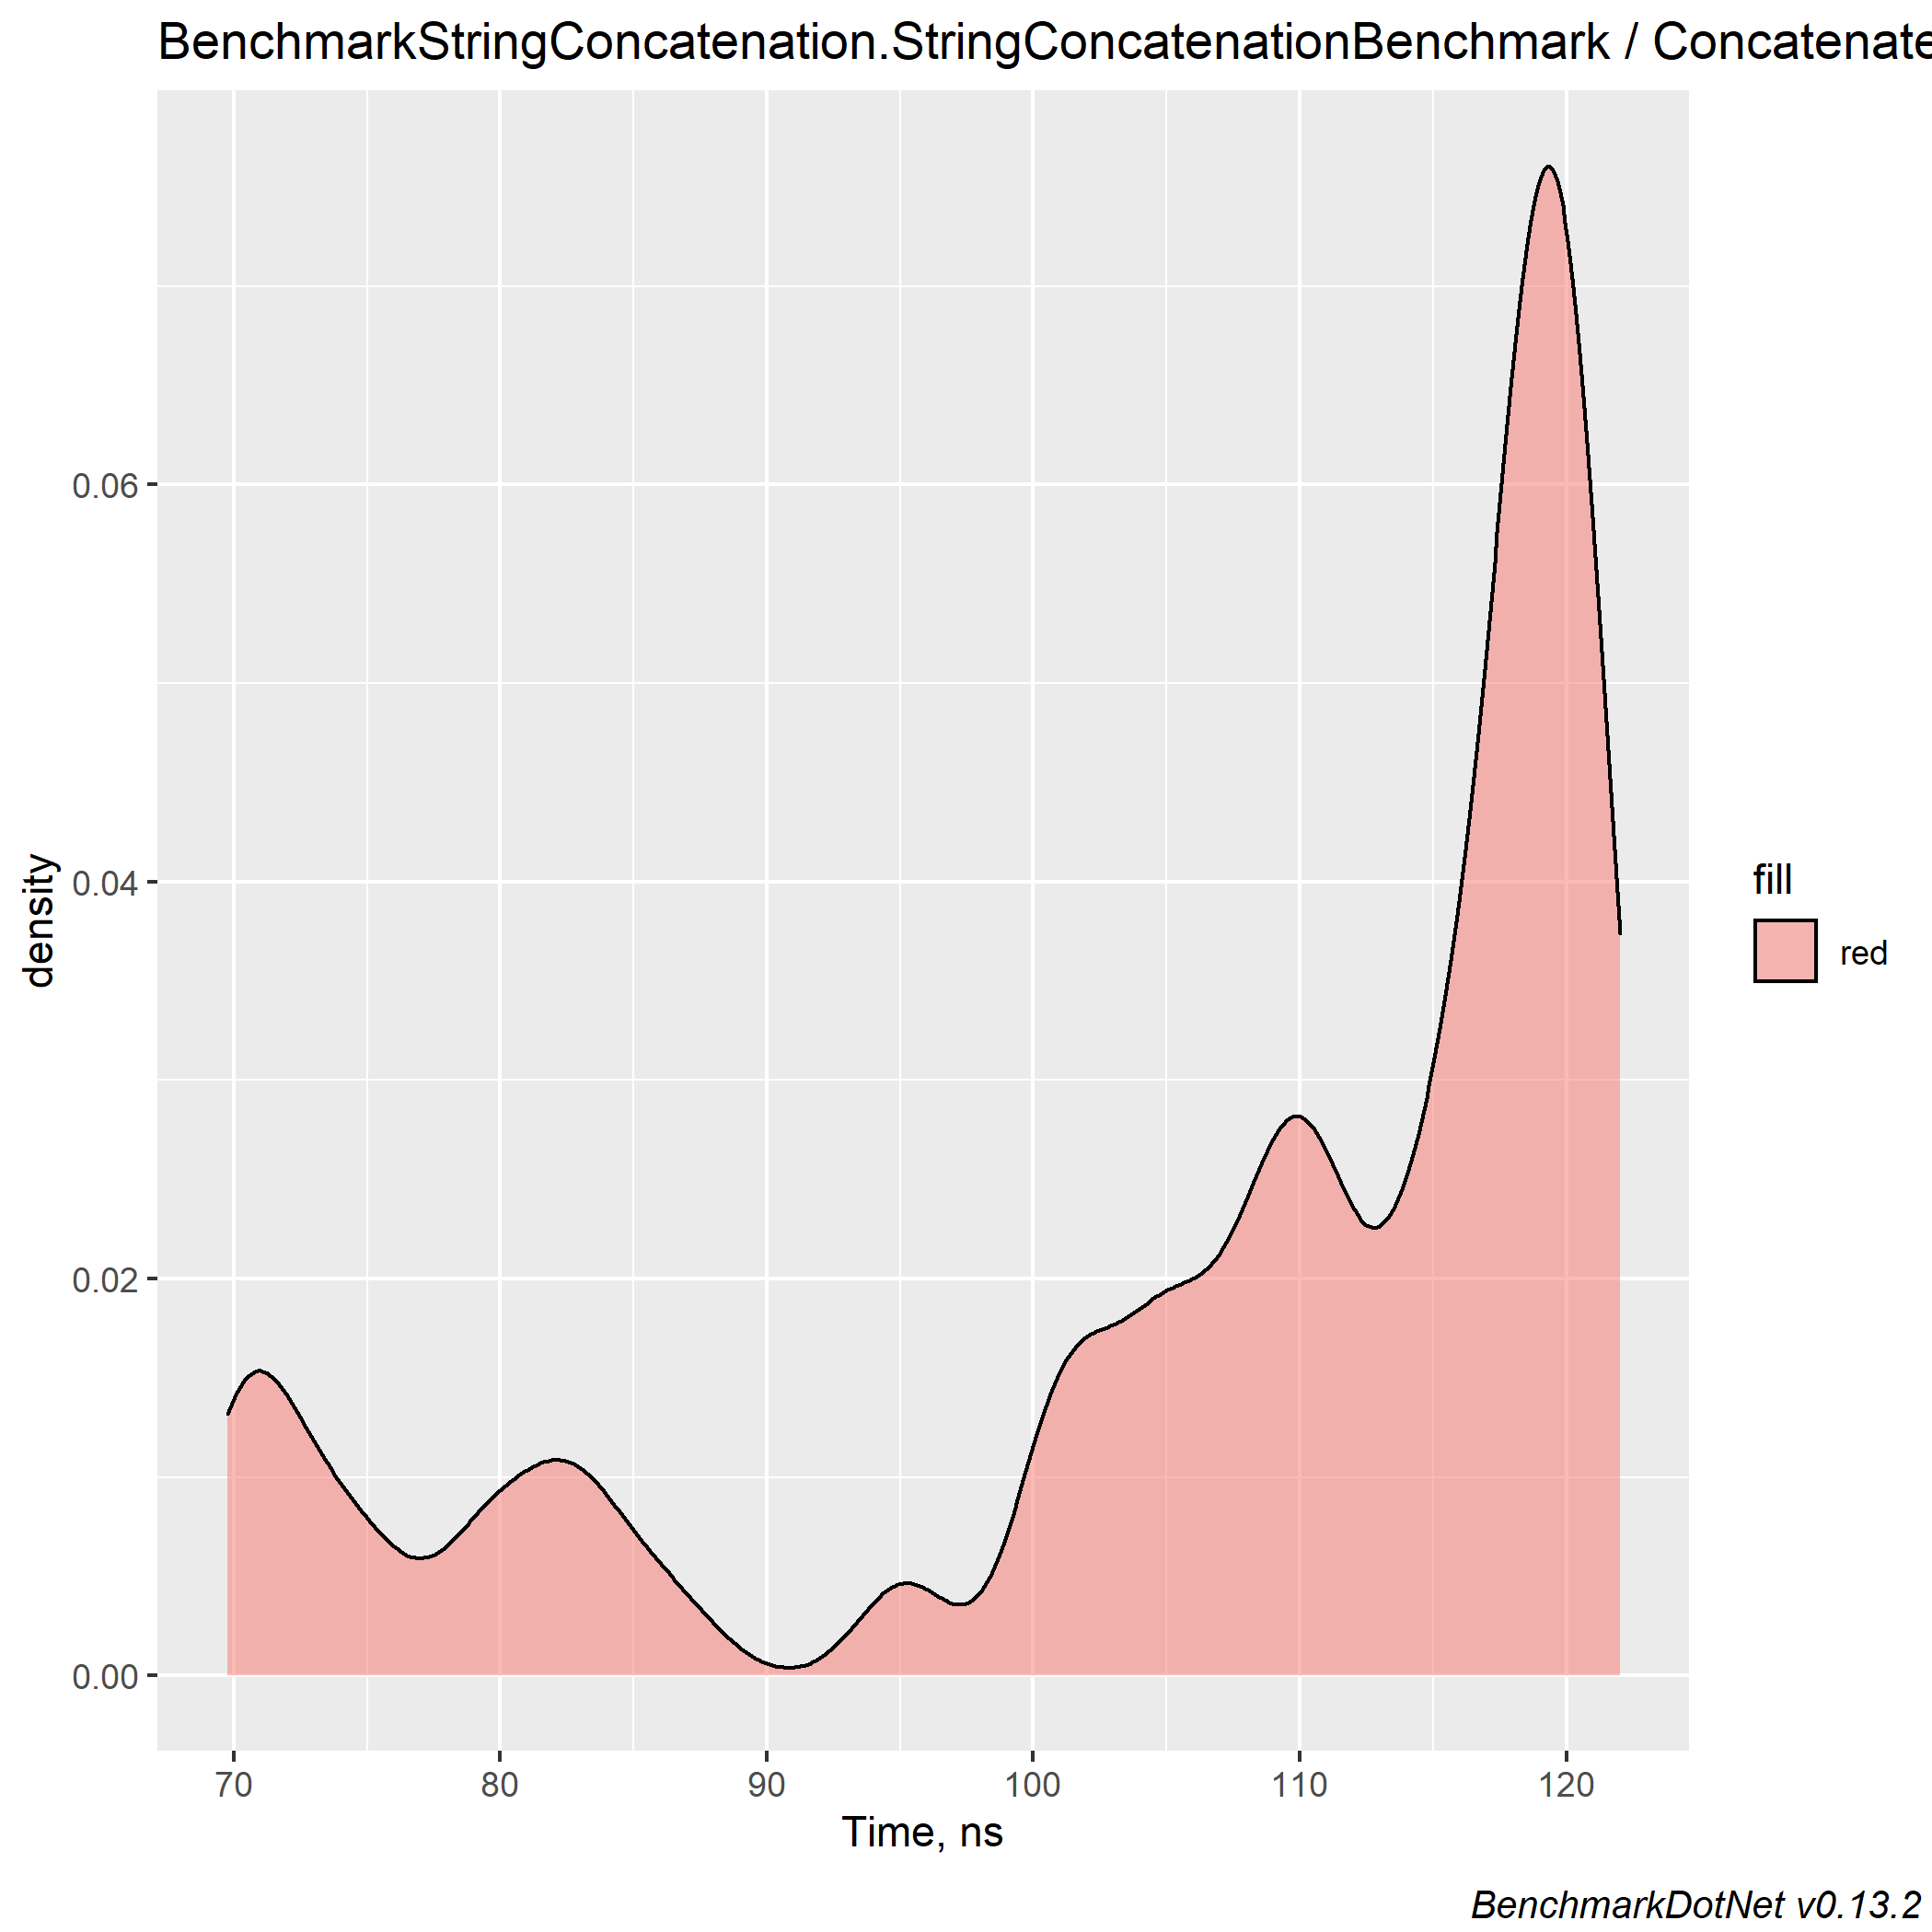 BenchmarkStringConcatenation.StringConcatenationBenchmark / Concatenate
0.06
0.04
0.02
0.00
density
70 80 90 100 110 120
Time, ns
fill
red
BenchmarkDotNet v0.13.2